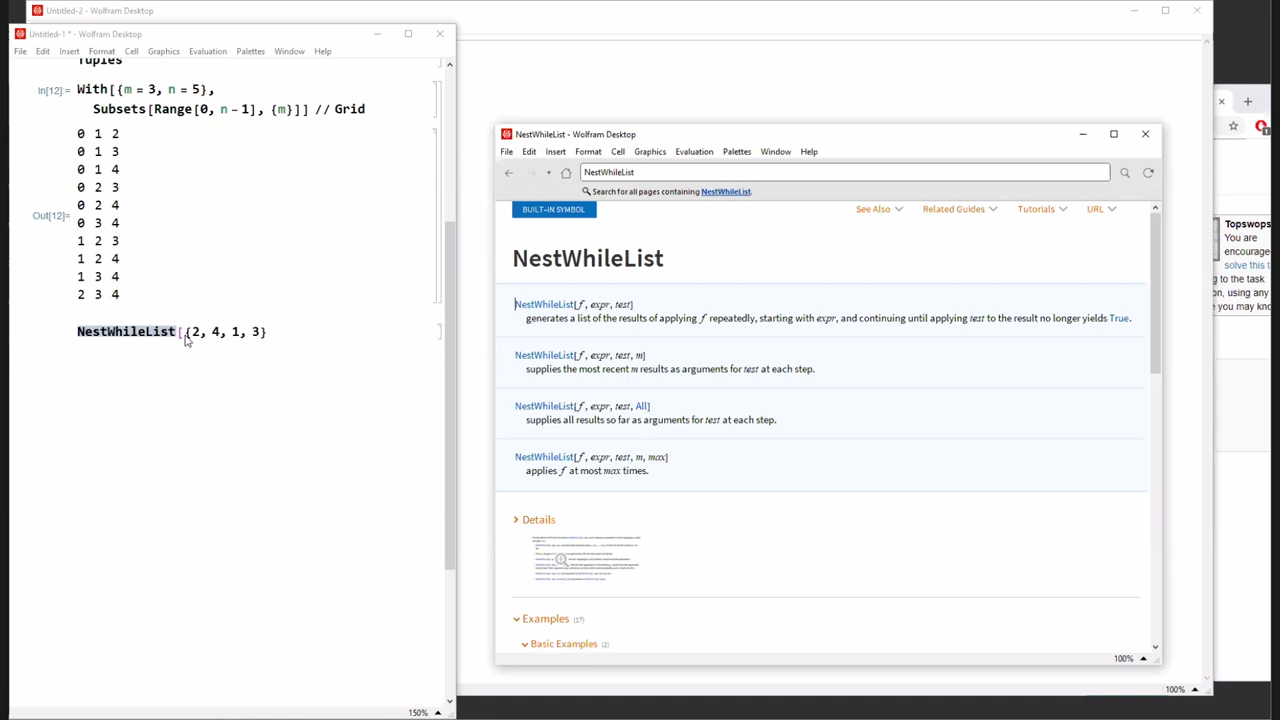 Untitled-2 - Wolfram Desktop
Untitled-1 * - Wolfram Desktop
File Edit Insert Format Cell Graphics Evaluation Palettes Window Help
Tuples
In[12]:= With[{m = 3, n = 5},
Subsets[Range[0, n - 1], {m}]] // Grid
0 1 2
0 1 3
0 1 4
0 2 3
0 2 4
Out[12]=
0 3 4
1 2 3
1 2 4
1 3 4
2 3 4
NestWhileList[{2, 4, 1, 3}
150%
NestWhileList - Wolfram Desktop
File Edit Insert Format Cell Graphics Evaluation Palettes Window Help
NestWhileList
Search for all pages containing NestWhileList.
BUILT-IN SYMBOL See Also Related Guides Tutorials URL
NestWhileList
NestWhileList[f, expr, test]
generates a list of the results of applying f repeatedly, starting with expr, and continuing until applying test to the result no longer yields True.
NestWhileList[f, expr, test, m]
supplies the most recent m results as arguments for test at each step.
NestWhileList[f, expr, test, All]
supplies all results so far as arguments for test at each step.
NestWhileList[f, expr, test, m, max]
applies f at most max times.
Details
Examples (17)
Basic Examples (2)
100%
100%
Topswops
You are
encourage
solve this t
to the task
ion, using any
e you may know